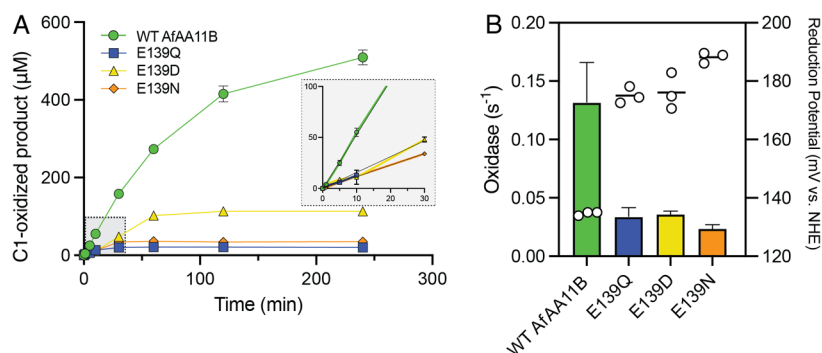 A
C1-oxidized product (µM)
600
400
200
0
0
100
200
300
Time (min)
WT AfAA11B
E139Q
E139D
E139N
100
50
0
0
10
20
30
B
Oxidase (s-1)
0.20
0.15
0.10
0.05
0.00
WT AfAA11B
E139Q
E139D
E139N
200
180
160
140
120
Reduction Potential (mV vs. NHE)